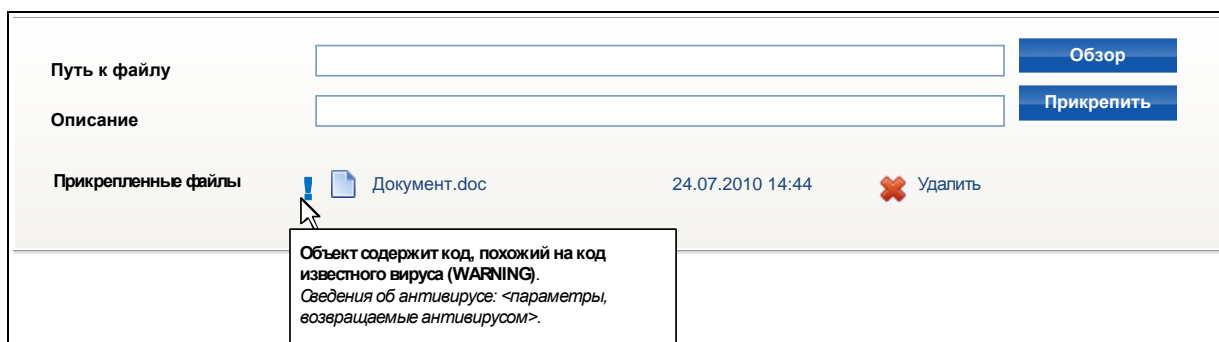 Путь к файлу
Обзор
Описание
Прикрепить
Прикрепленные файлы ! Документ.doc 24.07.2010 14:44 Удалить
Объект содержит код, похожий на код
известного вируса (WARNING).
Сведения об антивирусе: <параметры,
возвращаемые антивирусом>.